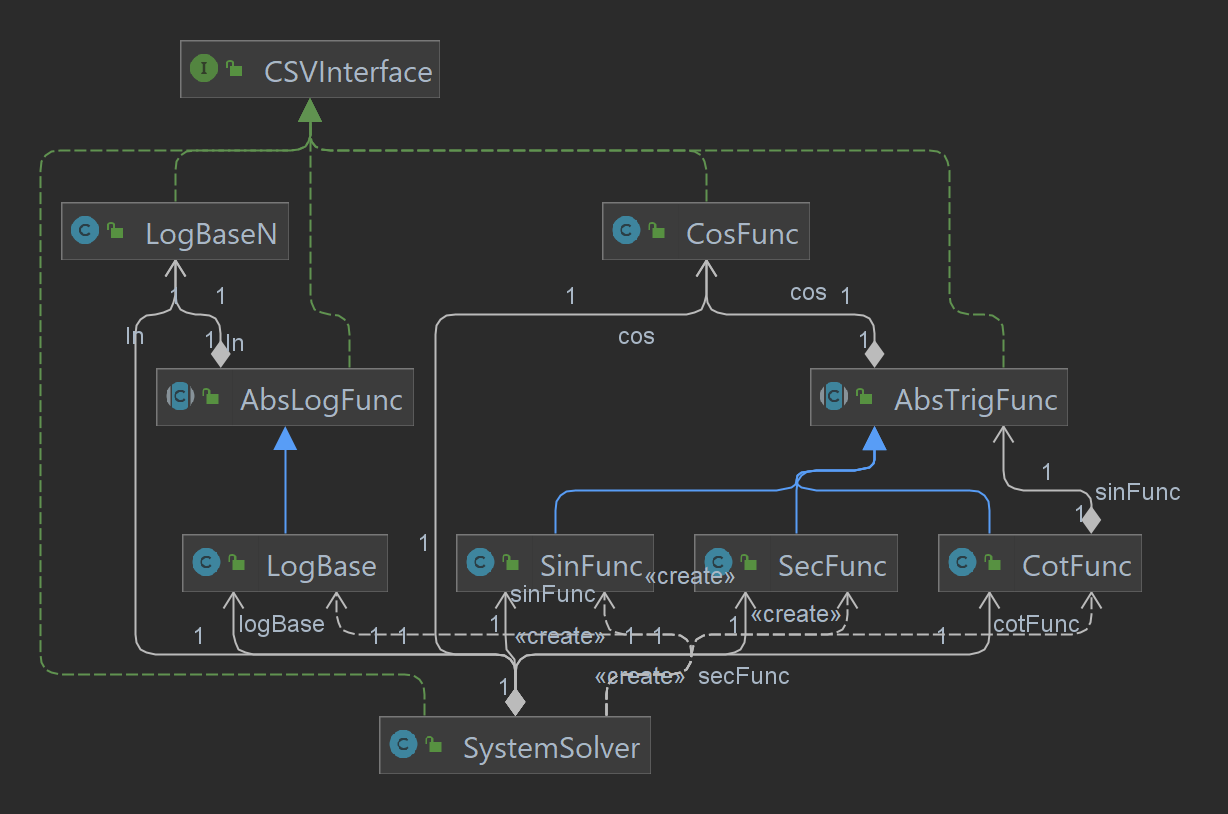 I CSVInterface
C LogBaseN
C CosFunc
1
1
1
cos
1
ln
1
ln
cos
1
C AbsLogFunc
C AbsTrigFunc
1
sinFunc
1
1
C LogBase
C SinFunc
«create»
C SecFunc
C CotFunc
sinFunc
logBase
1
1
1
1
«create»
1
1
1
«create»
1
cotFunc
1
«create»
secFunc
C SystemSolver